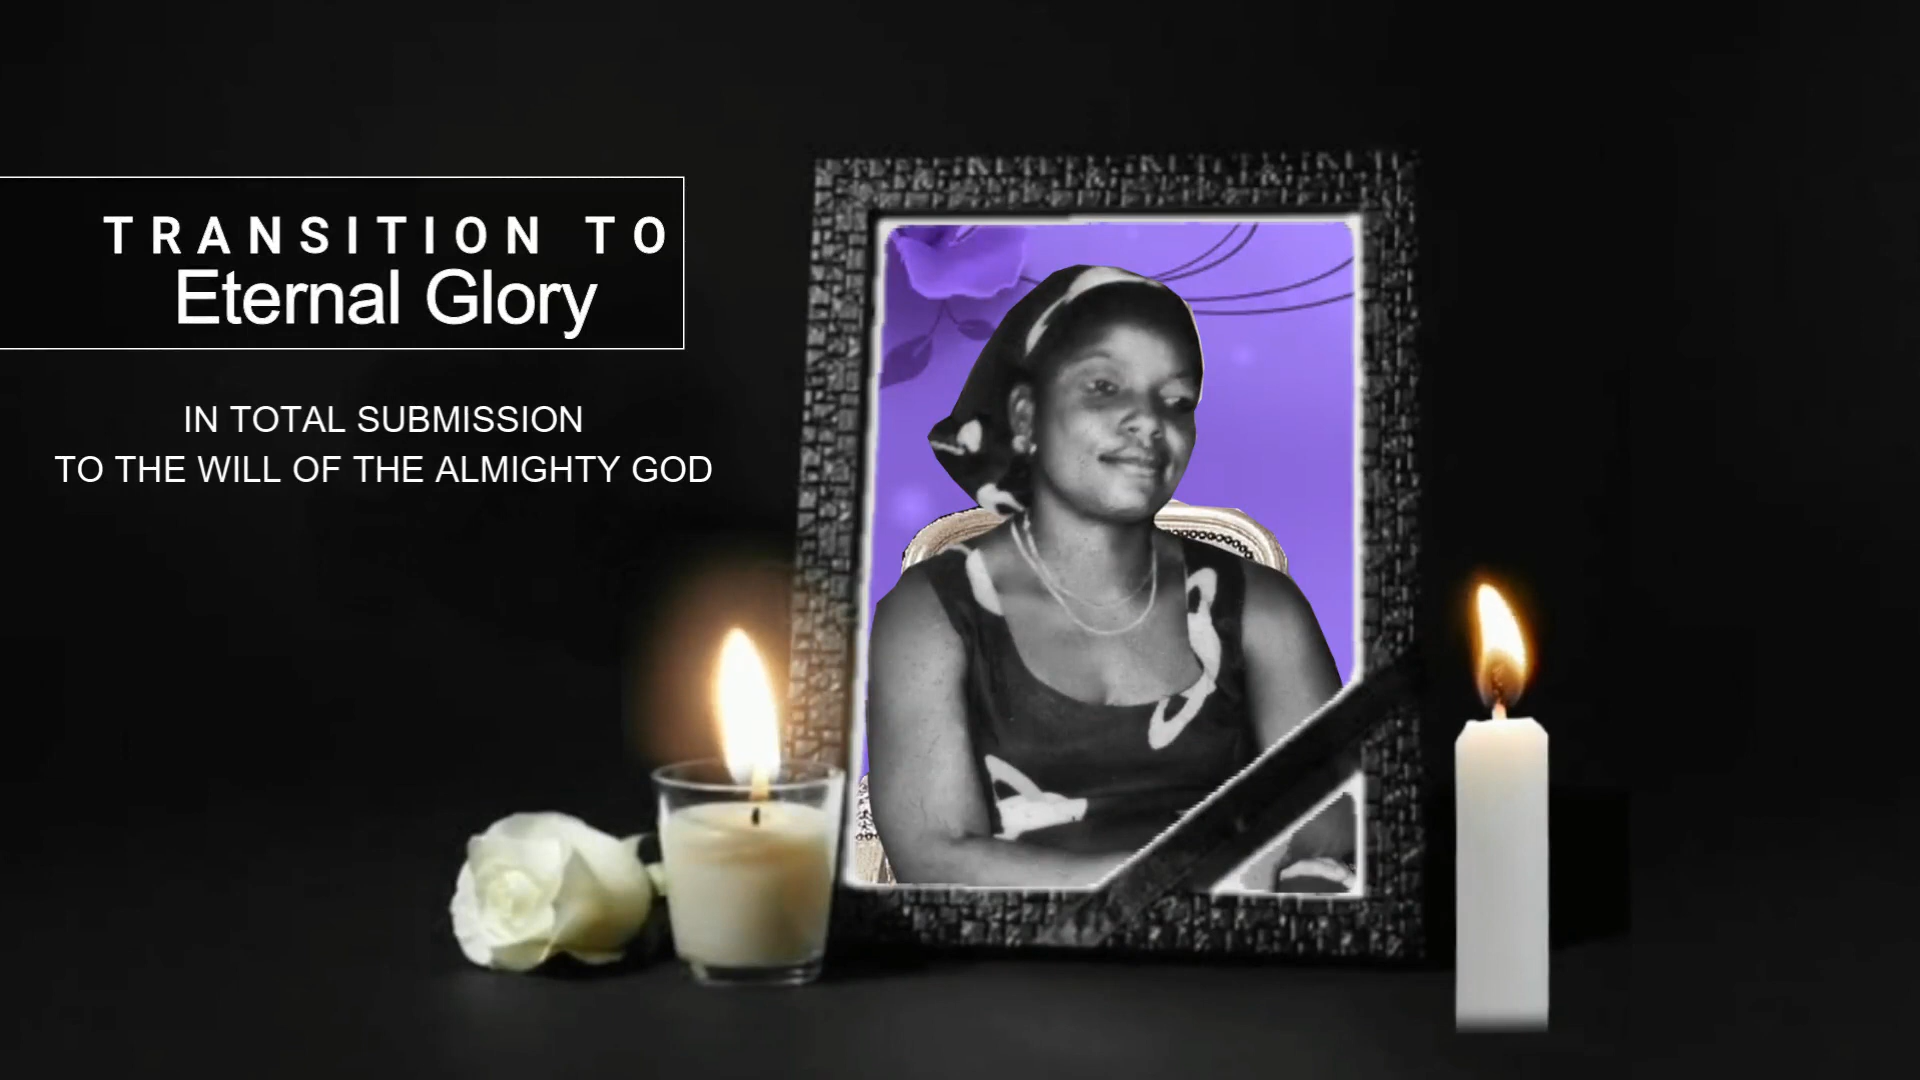 TRANSITION TO
Eternal Glory
IN TOTAL SUBMISSION
TO THE WILL OF THE ALMIGHTY GOD